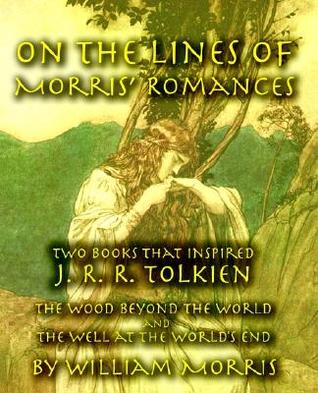 ON THE LINES OF
MORRIS' ROMANCES
TWO BOOKS THAT INSPIRED
J. R. R. TOLKIEN
THE WOOD BEYOND THE WORLD
AND
THE WELL AT THE WORLD'S END
BY WILLIAM MORRIS